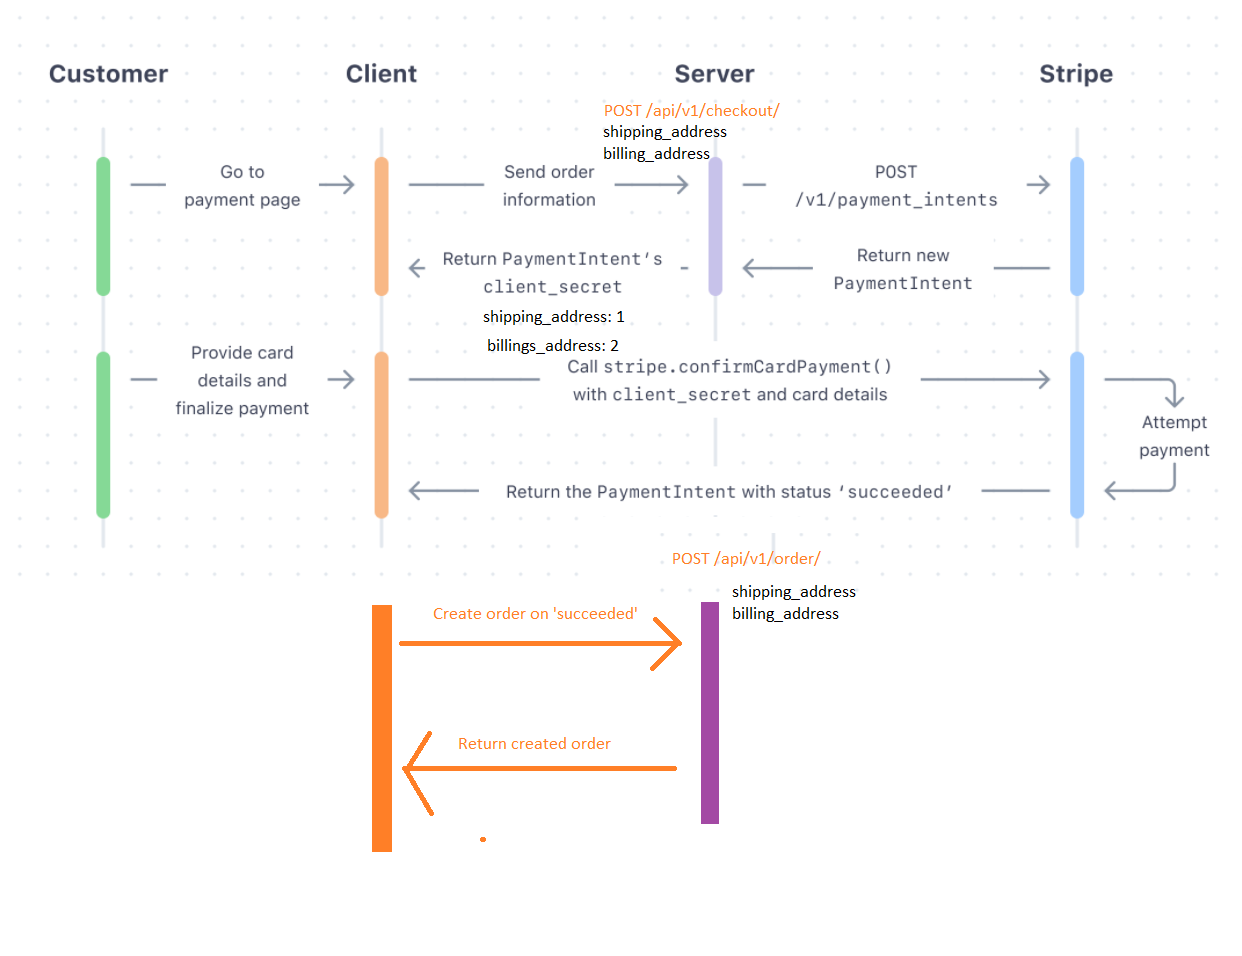 Customer
Client
Server
Stripe
POST /api/v1/checkout/
shipping_address
billing_address
Go to
payment page
Send order
information
POST
/v1/payment_intents
Return PaymentIntent‘s
client_secret
Return new
PaymentIntent
shipping_address: 1
billings_address: 2
Provide card
details and
finalize payment
Call stripe.confirmCardPayment()
with client_secret and card details
Attempt
payment
Return the PaymentIntent with status ‘succeeded’
POST /api/v1/order/
shipping_address
billing_address
Create order on 'succeeded'
Return created order